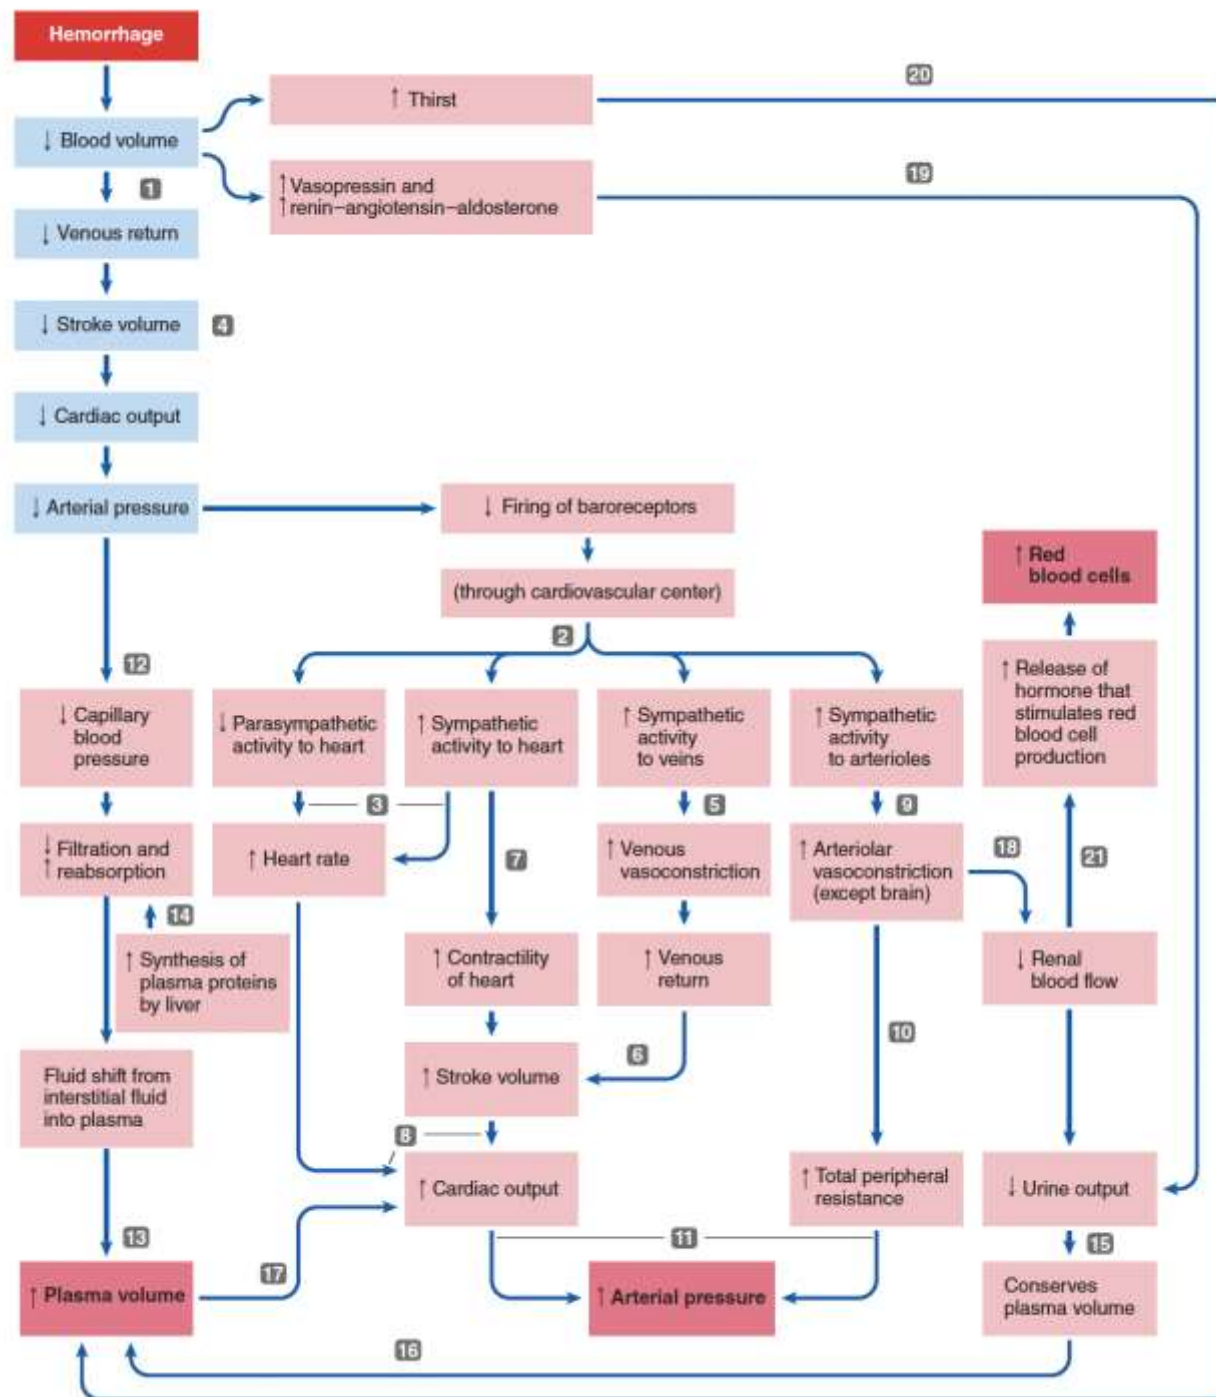 Hemorrhage
20
↑ Thirst
↓ Blood volume
19
↑ Vasopressin and
↑ renin–angiotensin–aldosterone
1
↓ Venous return
↓ Stroke volume
4
↓ Cardiac output
↓ Arterial pressure
↓ Firing of baroreceptors
↑ Red
blood cells
(through cardiovascular center)
2
12
↓ Capillary
blood
pressure
↓ Parasympathetic
activity to heart
↑ Sympathetic
activity to heart
↑ Sympathetic
activity
to veins
↑ Sympathetic
activity
to arterioles
↑ Release of
hormone that
stimulates red
blood cell
production
3
5
9
↓ Filtration and
↑ reabsorption
↑ Heart rate
7
↑ Venous
vasoconstriction
↑ Arteriolar
vasoconstriction
(except brain)
18
21
14
↑ Synthesis of
plasma proteins
by liver
↑ Contractility
of heart
↑ Venous
return
↓ Renal
blood flow
10
6
Fluid shift from
interstitial fluid
into plasma
↑ Stroke volume
8
↑ Cardiac output
↑ Total peripheral
resistance
↓ Urine output
13
11
15
17
↑ Plasma volume
↑ Arterial pressure
Conserves
plasma volume
16